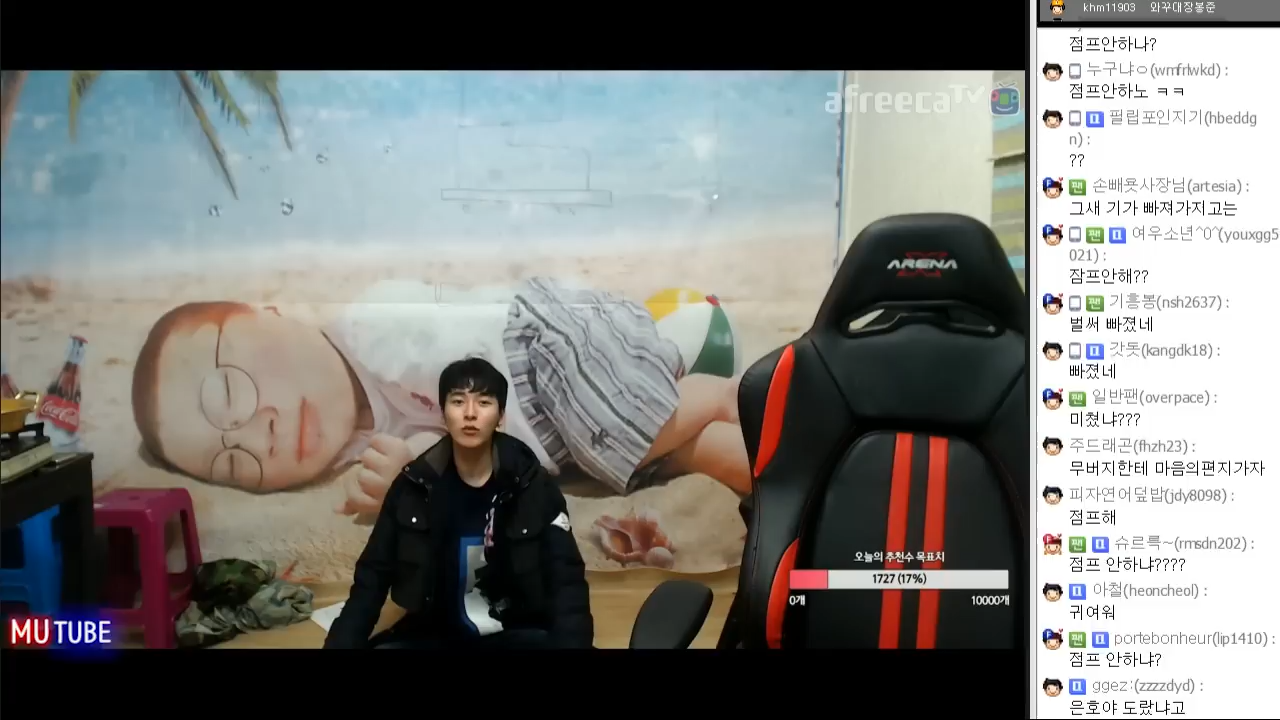 khm11903 와꾸대장봉준
점프안하나?
누구냐ㅇ(wmfrlwkd) :
점프안하노 ㅋㅋ
필립포인지기(hbeddg
n) :
??
손빼욧사장님(artesia) :
그새 기가 빠져가지고는
여우소년^0^(youxgg5
021) :
잠프안해??
기흥봉(nsh2637) :
벌써 빠졌네
갓돗(kangdk18) :
빠졌네
일반팬(overpace) :
미쳤냐???
주드래곤(fhzh23) :
무버지한테 마음의편지가자
피자연어덮밥(jdy8098) :
점프해
슈르륵~(rmsdn202) :
점프 안하냐????
아철(heoncheol) :
귀여워
portebonheur(lip1410) :
점프 안하냐?
ggez:(zzzzdyd) :
은호야 도랐냐고
afreecaTV
ARENA
Coca-Cola
오늘의 추천수 목표치
1727 (17%)
0개 10000개
MUTUBE